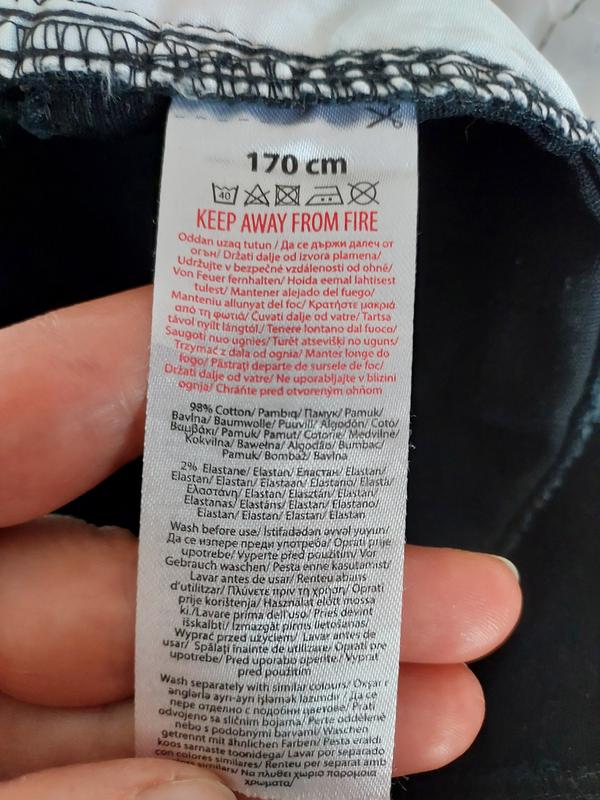 170 cm
40
KEEP AWAY FROM FIRE
Oddan uzaq tutun / Да се държи далеч от
огън/ Držati dalje od izvora plamena/
Udržujte v bezpečné vzdálenosti od ohně/
Von Feuer fernhalten/ Hoida eemal lahtisest
tulest/ Mantener alejado del fuego/
Manteniu allunyat del foc/ Κρατήστε μακριά
από τη φωτιά/ Čuvati dalje od vatre/ Tartsa
távol nyílt lángtól./ Tenere lontano dal fuoco/
Saugoti nuo ugnies/ Turēt atsevišķi no uguns/
Trzymać z dala od ognia/ Manter longe do
fogo/ Păstrați departe de sursele de foc/
Držati dalje od vatre/ Ne uporabljajte v bližini
ognja/ Chráňte pred otvoreným ohňom
98% Cotton/ Pambıq/ Памук/ Pamuk/
Bavlna/ Baumwolle/ Puuvill/ Algodón/ Cotó/
Βαμβάκι/ Pamuk/ Pamut/ Cotone/ Medvilnė/
Kokvilna/ Bawełna/ Algodão/ Bumbac/
Pamuk/ Bombaž/ Bavlna
2% Elastane/ Elastan/ Еластан/ Elastan/
Elastan/ Elastan/ Elastaan/ Elastano/ Elastà/
Ελαστάνη/ Elastan/ Elasztán/ Elastan/
Elastanas/ Elastāns/ Elastan/ Elastano/
Elastan/ Elastan/ Elastan/ Elastan
Wash before use/ İstifadədən əvvəl yuyun/
Да се изпере преди употреба/ Oprati prije
upotrebe/ Vyperte před použitím/ Vor
Gebrauch waschen/ Pesta enne kasutamist/
Lavar antes de usar/ Renteu abans
d'utilitzar/ Πλύνετε πριν τη χρήση/ Oprati
prije korištenja/ Használat előtt mossa
ki./Lavare prima dell'uso/ Prieš dėvint
išskalbti/ Izmazgāt pirms lietošanas/
Wyprać przed użyciem/ Lavar antes de
usar/ Spălați înainte de utilizare/ Oprati pre
upotrebe/ Pred uporabo operite./ Vyprať
pred použitím
Wash separately with similar colours/ Oxşar r
ənglərlə ayrı-ayrı işləmək lazımdır / Да се
пере отделно с подобни цветове/ Prati
odvojeno sa sličnim bojama/ Perte odděleně
nebo s podobnými barvami/ Waschen
getrennt mit ähnlichen Farben/ Pesta eraldi
koos sarnaste toonidega/ Lavar por separado
con colores similares/ Renteu per separat amb
colors similars/ Να πλυθεί χωριό παρόμοια
χρώματα/